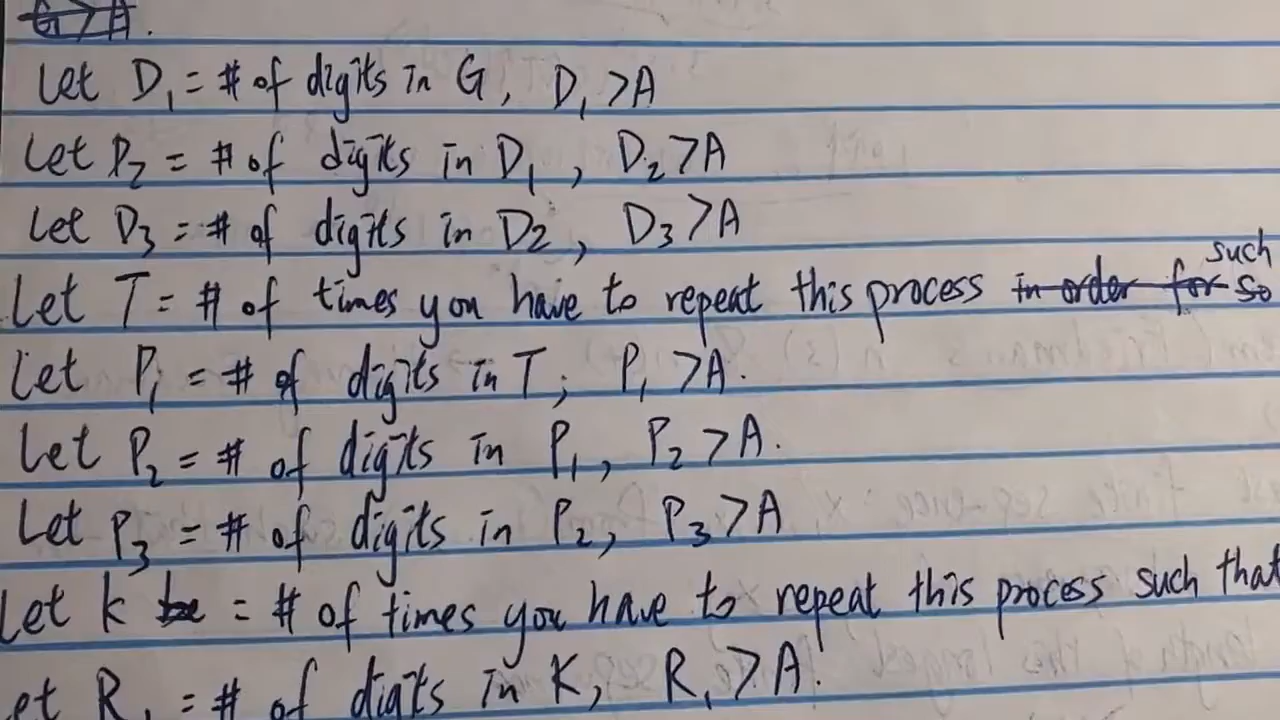 G > A.
Let D₁ = # of digits in G, D₁ > A
Let D₂ = # of digits in D₁, D₂ > A
Let D₃ = # of digits in D₂, D₃ > A
such
Let T = # of times you have to repeat this process in order for so
Let P₁ = # of digits in T; P₁ > A.
Let P₂ = # of digits in P₁, P₂ > A.
Let P₃ = # of digits in P₂, P₃ > A
Let k be = # of times you have to repeat this process such that
et R₁ = # of digits in K, R₁ > A.